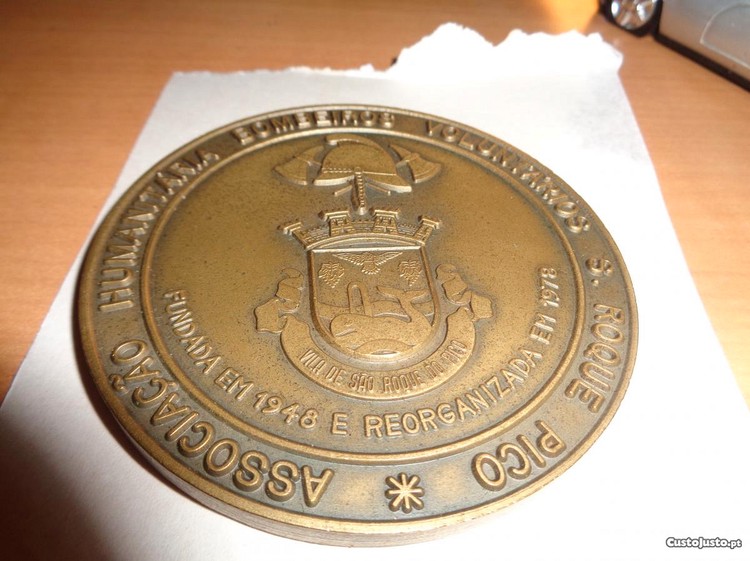 ASSOCIAÇÃO HUMANITÁRIA BOMBEIROS VOLUNTÁRIOS S. ROQUE PICO *
VILA DE SÃO ROQUE DO PICO
FUNDADA EM 1948 E REORGANIZADA EM 1978
CustoJusto.pt